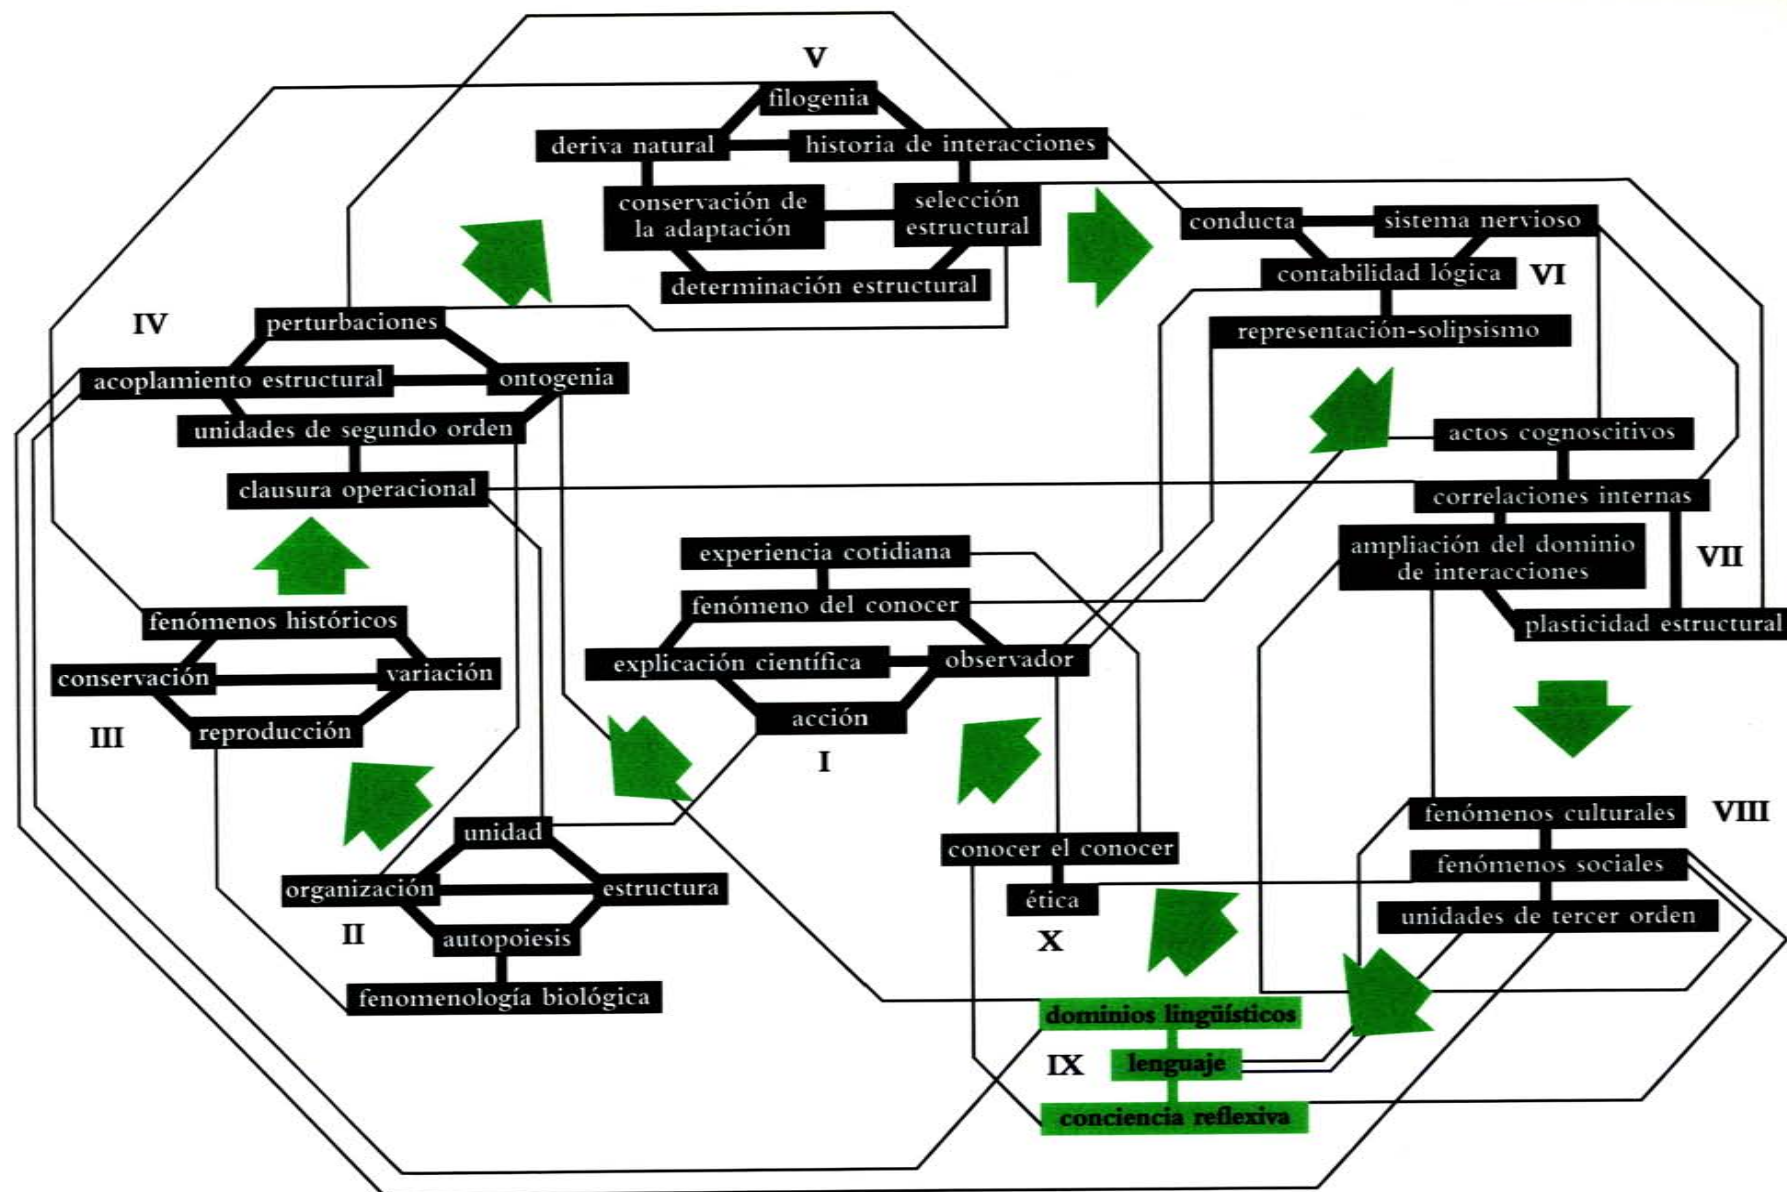 V
filogenia
deriva natural
historia de interacciones
conservación de
la adaptación
selección
estructural
determinación estructural
conducta
sistema nervioso
contabilidad lógica
VI
representación-solipsismo
IV
perturbaciones
acoplamiento estructural
ontogenia
unidades de segundo orden
clausura operacional
actos cognoscitivos
correlaciones internas
ampliación del dominio
de interacciones
VII
plasticidad estructural
experiencia cotidiana
fenómeno del conocer
explicación científica
observador
acción
I
fenómenos históricos
conservación
variación
reproducción
III
unidad
organización
estructura
II
autopoiesis
fenomenología biológica
conocer el conocer
ética
X
fenómenos culturales
VIII
fenómenos sociales
unidades de tercer orden
dominios lingüísticos
IX
lenguaje
conciencia reflexiva